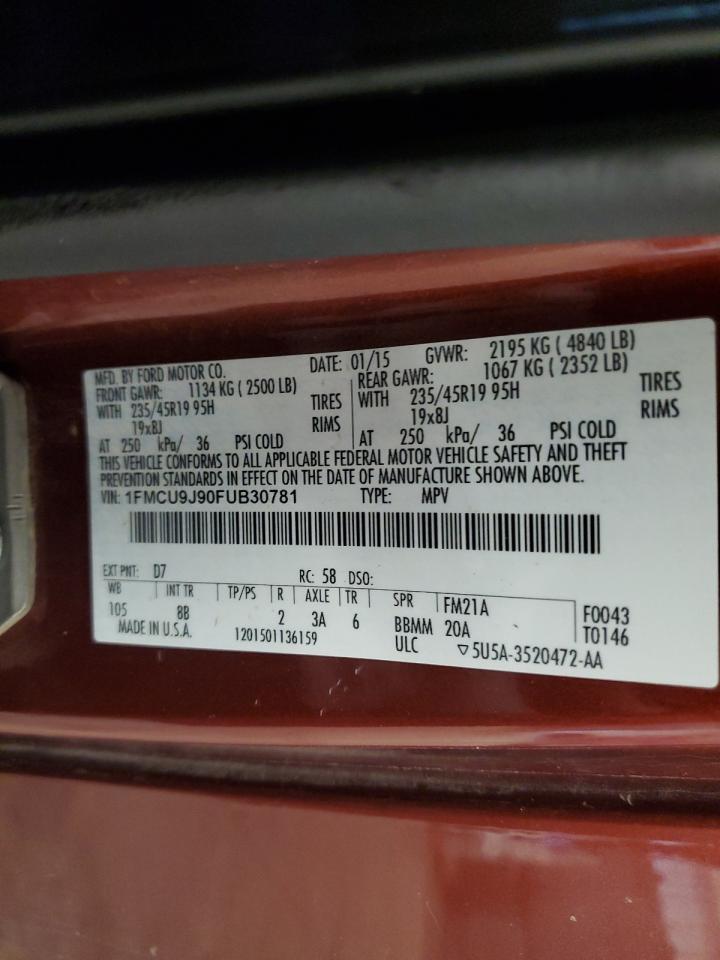 MFD. BY FORD MOTOR CO. DATE: 01/15 GVWR: 2195 KG ( 4840 LB)
FRONT GAWR: 1134 KG ( 2500 LB) REAR GAWR: 1067 KG ( 2352 LB)
WITH 235/45R19 95H TIRES WITH 235/45R19 95H TIRES
19x8J RIMS 19x8J RIMS
AT 250 kPa/ 36 PSI COLD AT 250 kPa/ 36 PSI COLD
THIS VEHICLE CONFORMS TO ALL APPLICABLE FEDERAL MOTOR VEHICLE SAFETY AND THEFT
PREVENTION STANDARDS IN EFFECT ON THE DATE OF MANUFACTURE SHOWN ABOVE.
VIN: 1FMCU9J90FUB30781 TYPE: MPV
EXT PNT: D7 RC: 58 DSO:
WB INT TR TP/PS R AXLE TR SPR FM21A F0043
105 8B 2 3A 6 BBMM 20A T0146
MADE IN U.S.A. 1201501136159 ULC ▽5U5A-3520472-AA